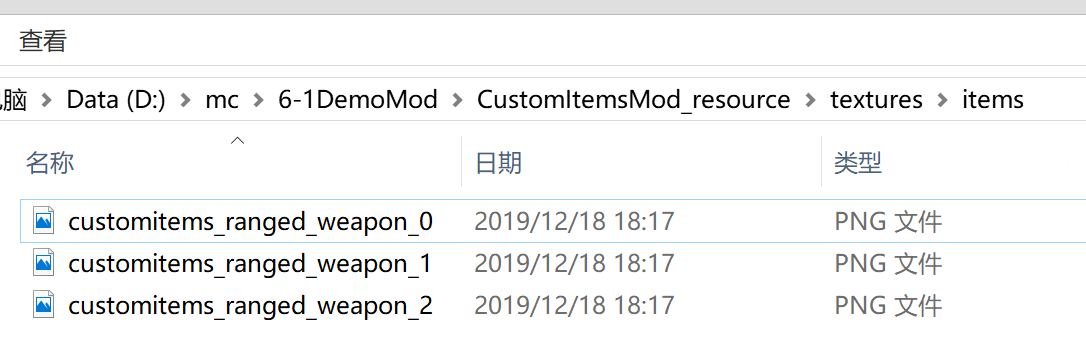 查看
脑 > Data (D:) > mc > 6-1DemoMod > CustomItemsMod_resource > textures > items
名称 日期 类型
customitems_ranged_weapon_0 2019/12/18 18:17 PNG 文件
customitems_ranged_weapon_1 2019/12/18 18:17 PNG 文件
customitems_ranged_weapon_2 2019/12/18 18:17 PNG 文件